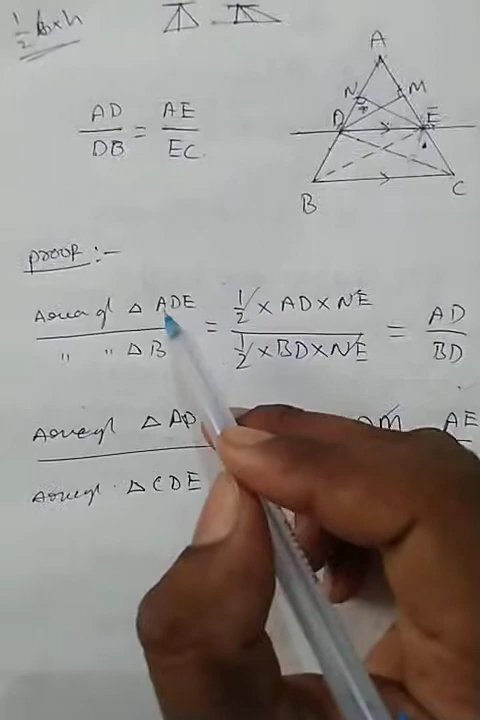 1/2 b×h
A
N M
D E
B C
AD/DB = AE/EC
PROOF :-
Area of △ ADE / " " △ B = 1/2 × AD × NE / 1/2 × BD × NE = AD/BD
Area of △ AD / Area of △ CDE DM AE